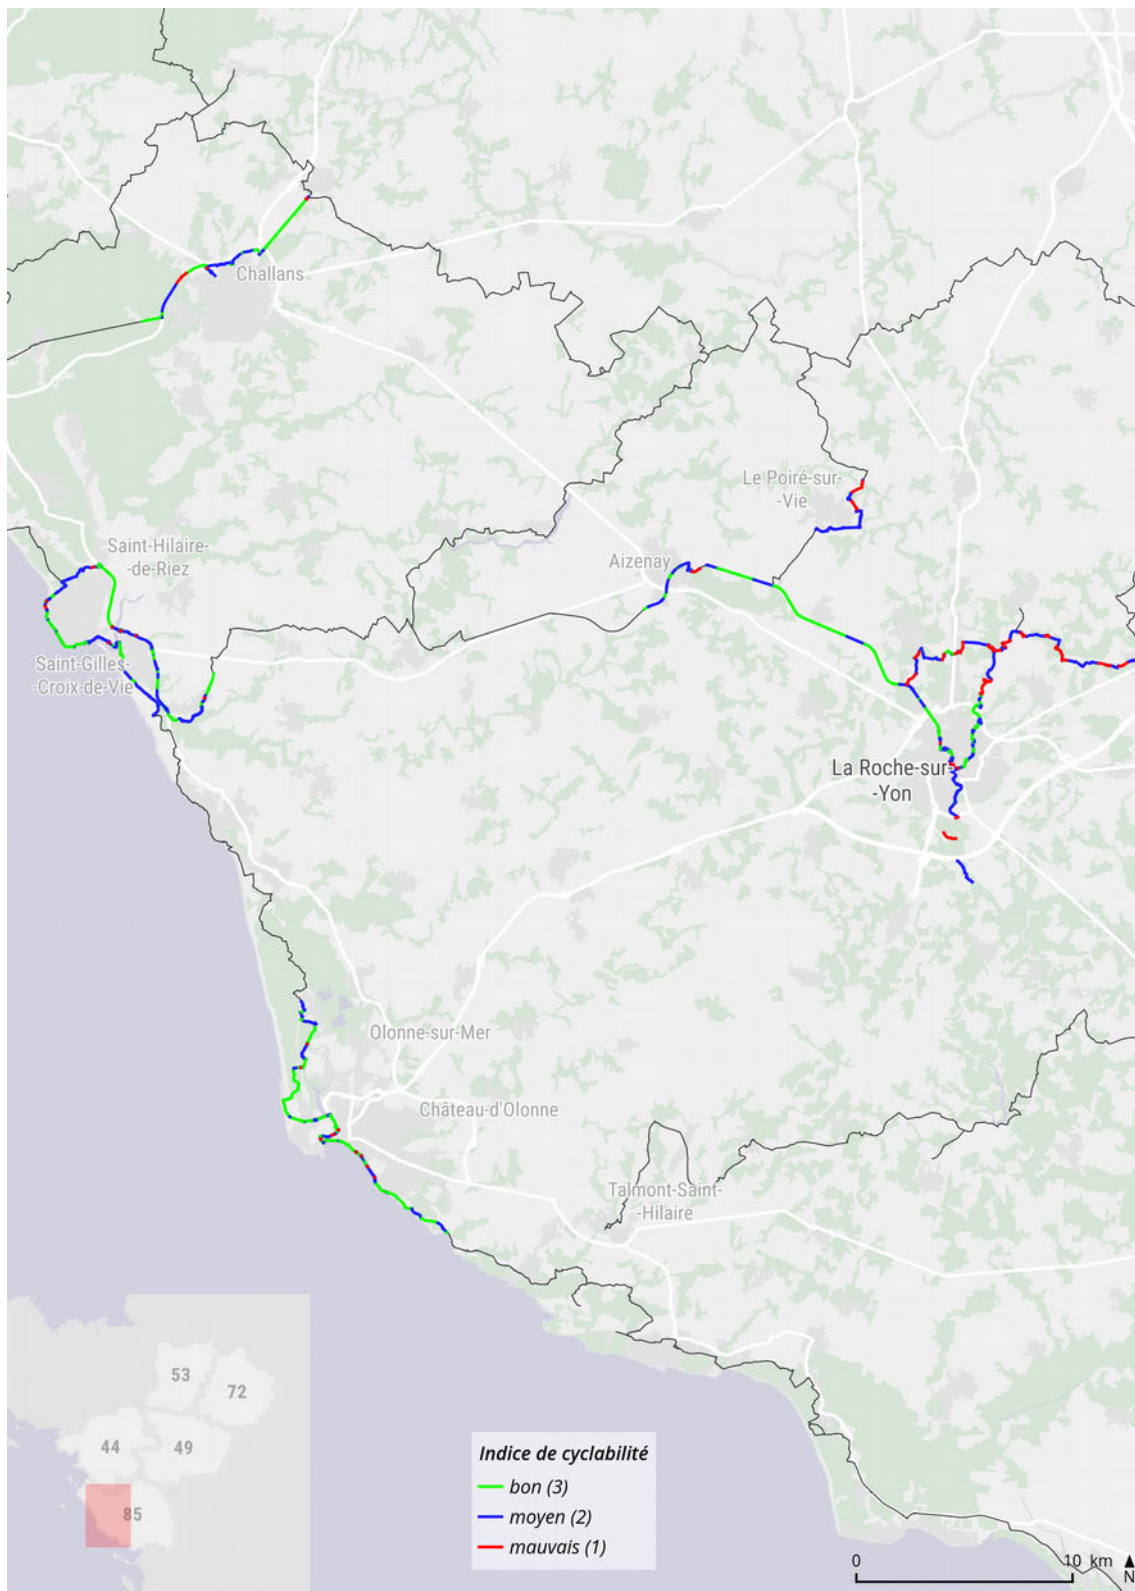 Challans
Le Poiré-sur-
-Vie
Saint-Hilaire-
-de-Riez
Aizenay
Saint-Gilles-
-Croix-de-Vie
La Roche-sur-
-Yon
Olonne-sur-Mer
Château-d'Olonne
Talmont-Saint-
-Hilaire
53
72
44
49
85
Indice de cyclabilité
bon (3)
moyen (2)
mauvais (1)
0 10 km
N